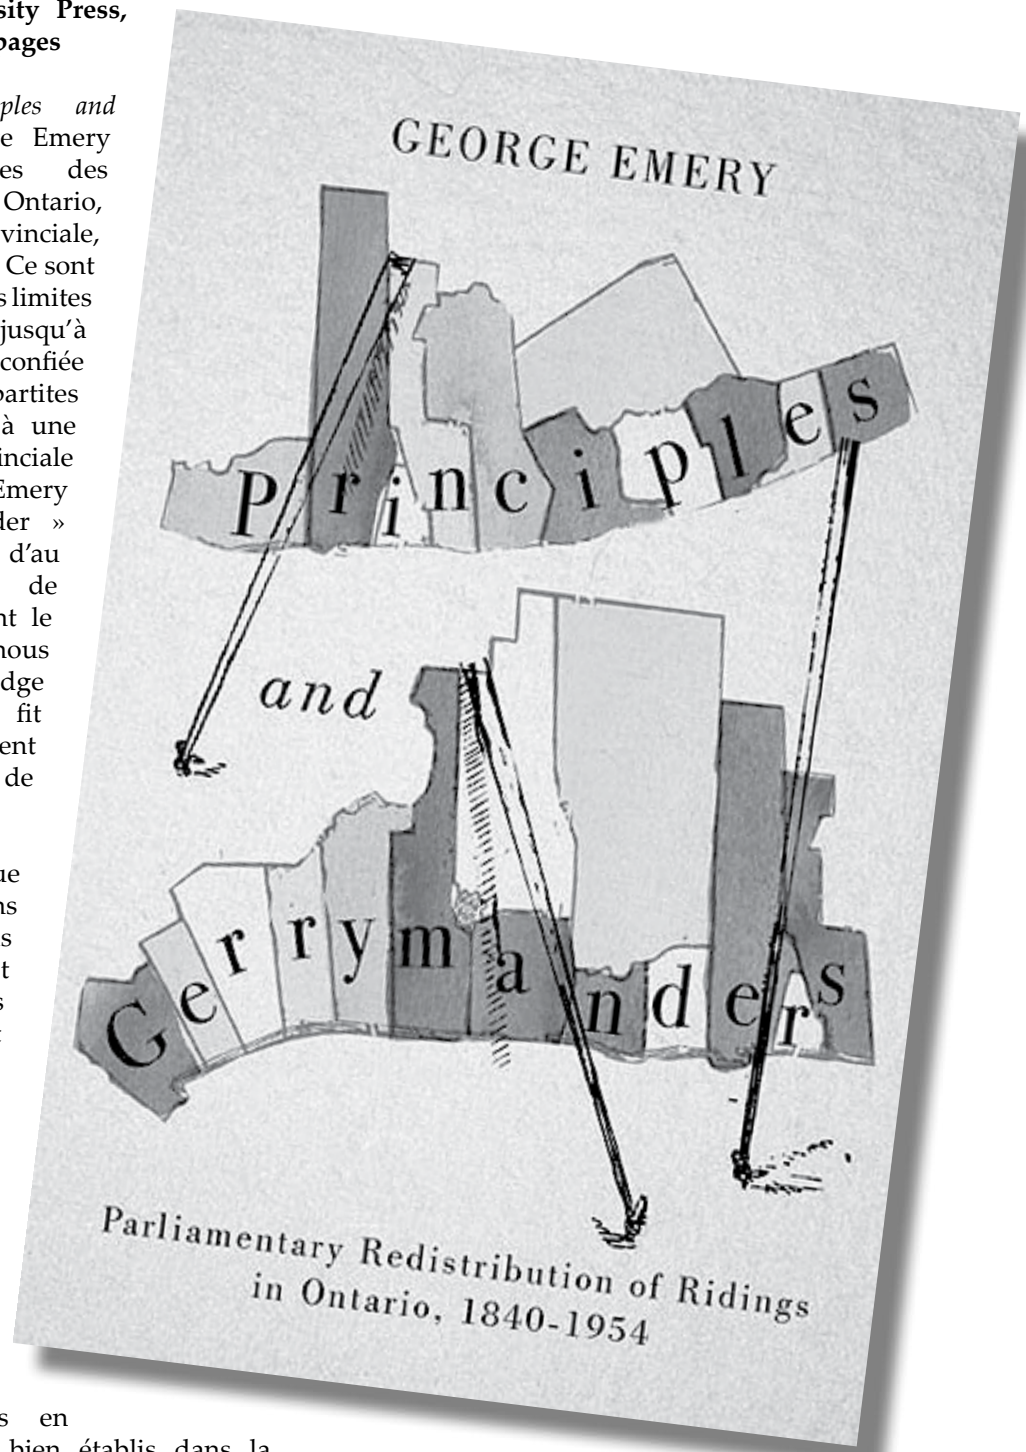 sity Press,
pages
ples and
e Emery
es des
Ontario,
vinciale,
Ce sont
s limites
jusqu'à
confiée
partites
à une
inciale
Emery
der »
d'au
de
nt le
nous
dge
fit
ent
de
ue
ns
s
t
s
t
s en
bien établis dans la
GEORGE EMERY
Principles
and
Gerrymanders
Parliamentary Redistribution of Ridings
in Ontario, 1840-1954